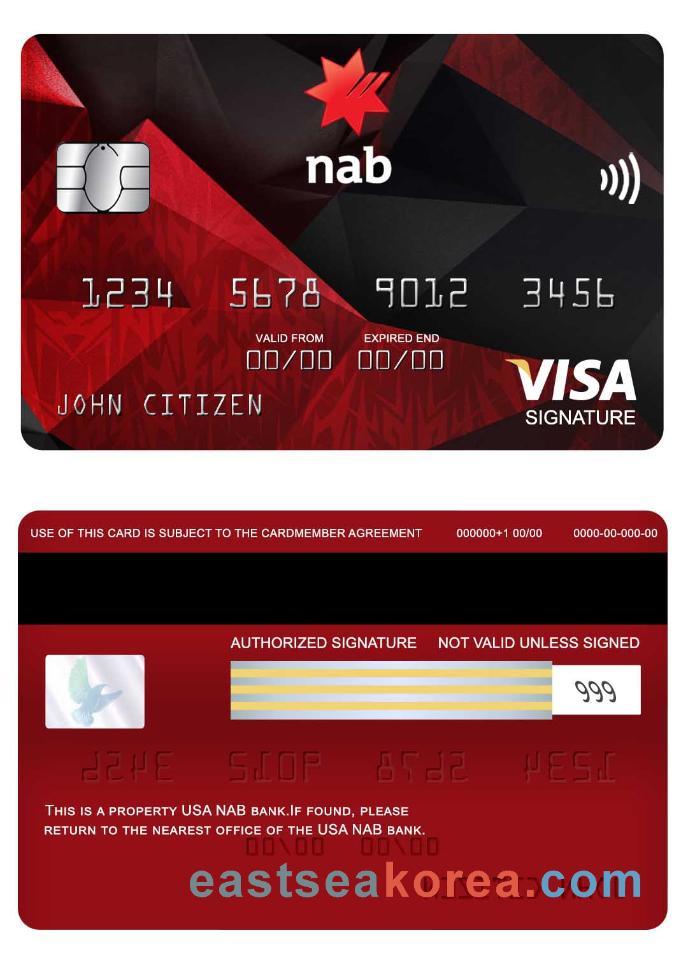 nab
1234 5678 9012 3456
VALID FROM EXPIRED END
00/00 00/00
JOHN CITIZEN
VISA
SIGNATURE
USE OF THIS CARD IS SUBJECT TO THE CARDMEMBER AGREEMENT 000000+1 00/00 0000-00-000-00
AUTHORIZED SIGNATURE NOT VALID UNLESS SIGNED
999
THIS IS A PROPERTY USA NAB BANK.IF FOUND, PLEASE
RETURN TO THE NEAREST OFFICE OF THE USA NAB BANK.
eastseakorea.com